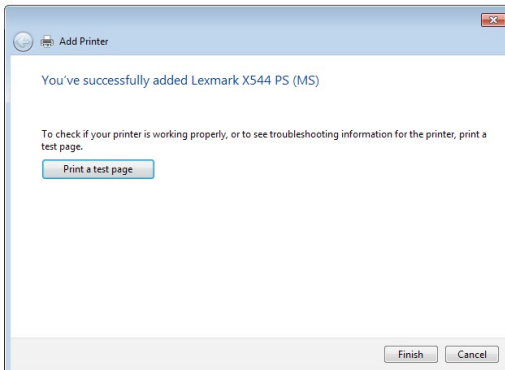 Add Printer
You've successfully added Lexmark X544 PS (MS)
To check if your printer is working properly, or to see troubleshooting information for the printer, print a
test page.
Print a test page
Finish
Cancel